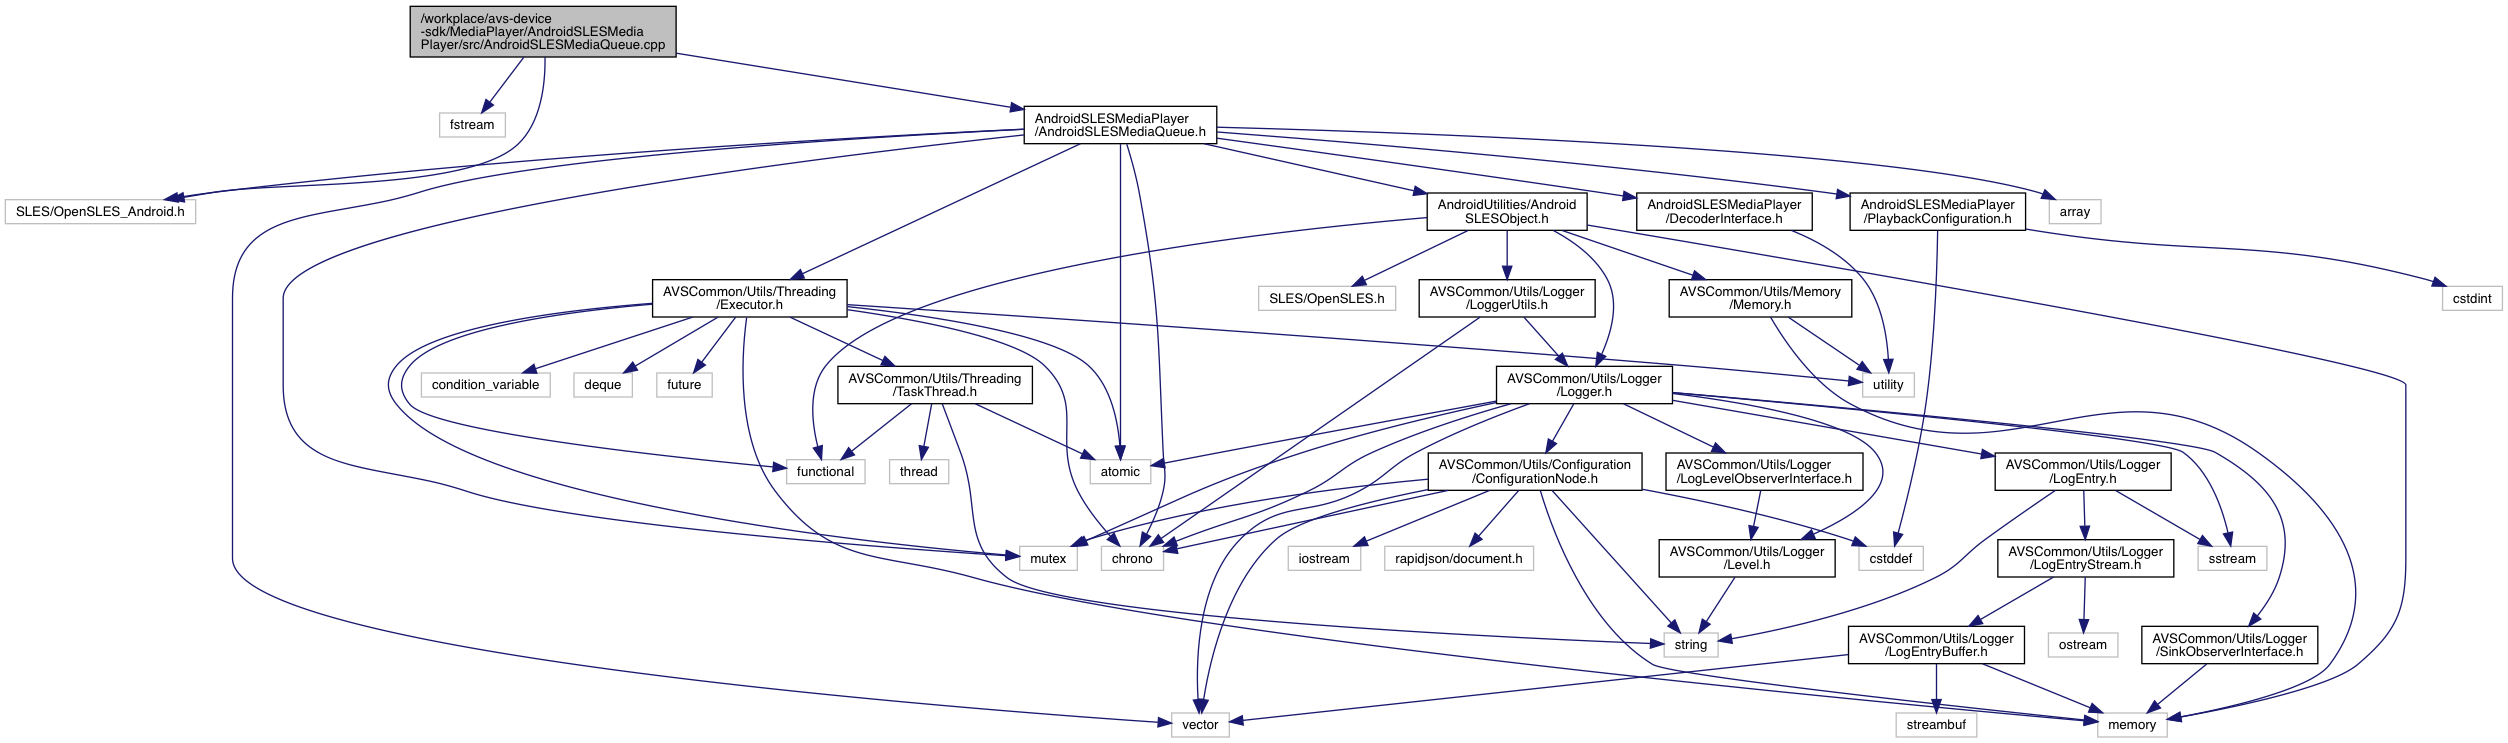 /workplace/avs-device
-sdk/MediaPlayer/AndroidSLESMedia
Player/src/AndroidSLESMediaQueue.cpp
fstream
AndroidSLESMediaPlayer
/AndroidSLESMediaQueue.h
SLES/OpenSLES_Android.h
AndroidUtilities/Android
SLESObject.h
AndroidSLESMediaPlayer
/DecoderInterface.h
AndroidSLESMediaPlayer
/PlaybackConfiguration.h
array
AVSCommon/Utils/Threading
/Executor.h
SLES/OpenSLES.h
AVSCommon/Utils/Logger
/LoggerUtils.h
AVSCommon/Utils/Memory
/Memory.h
cstdint
condition_variable
deque
future
AVSCommon/Utils/Threading
/TaskThread.h
AVSCommon/Utils/Logger
/Logger.h
utility
functional
thread
atomic
AVSCommon/Utils/Configuration
/ConfigurationNode.h
AVSCommon/Utils/Logger
/LogLevelObserverInterface.h
AVSCommon/Utils/Logger
/LogEntry.h
mutex
chrono
iostream
rapidjson/document.h
AVSCommon/Utils/Logger
/Level.h
cstddef
AVSCommon/Utils/Logger
/LogEntryStream.h
sstream
string
AVSCommon/Utils/Logger
/LogEntryBuffer.h
ostream
AVSCommon/Utils/Logger
/SinkObserverInterface.h
vector
streambuf
memory